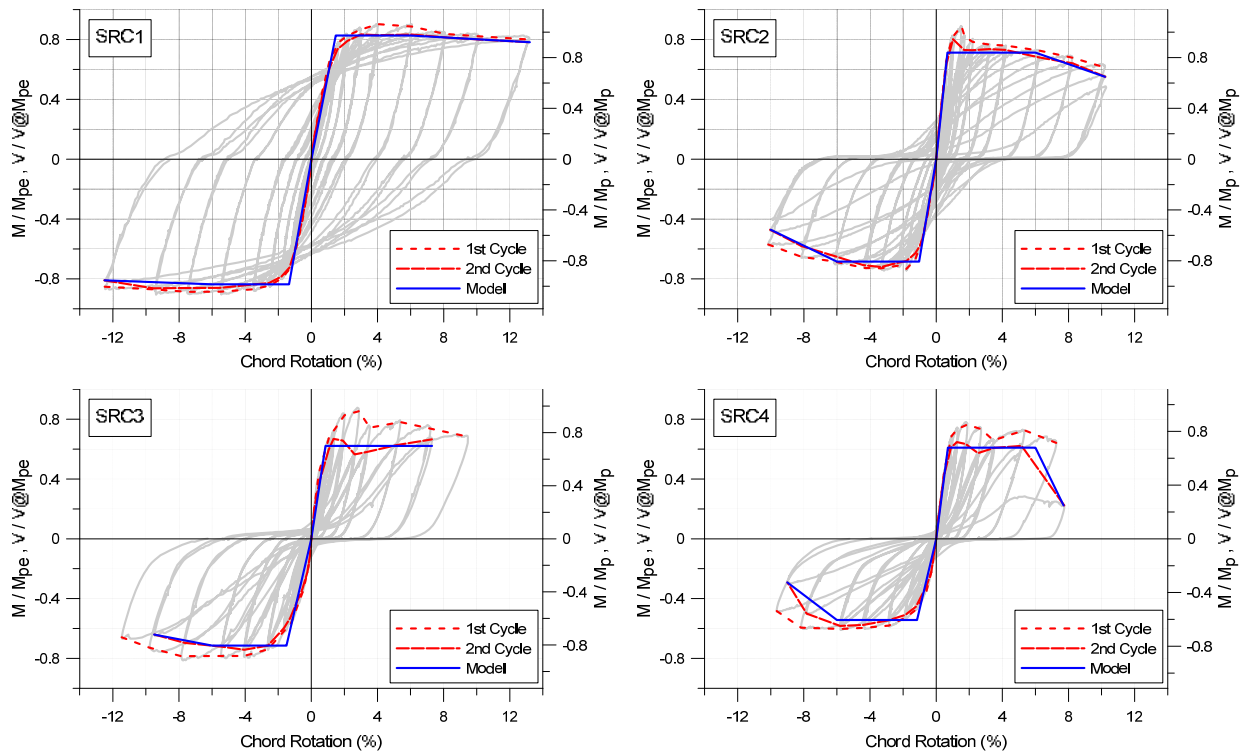 SRC1
M / Mpe , V / V@Mpe
0.8
0.4
0
-0.4
-0.8
0.8
0.4
0
-0.4
-0.8
M / Mp , V / V@Mp
1st Cycle
2nd Cycle
Model
-12 -8 -4 0 4 8 12
Chord Rotation (%)
SRC2
M / Mpe , V / V@Mpe
0.8
0.4
0
-0.4
-0.8
0.8
0.4
0
-0.4
-0.8
M / Mp , V / V@Mp
1st Cycle
2nd Cycle
Model
-12 -8 -4 0 4 8 12
Chord Rotation (%)
SRC3
M / Mpe , V / V@Mpe
0.8
0.4
0
-0.4
-0.8
0.8
0.4
0
-0.4
-0.8
M / Mp , V / V@Mp
1st Cycle
2nd Cycle
Model
-12 -8 -4 0 4 8 12
Chord Rotation (%)
SRC4
M / Mpe , V / V@Mpe
0.8
0.4
0
-0.4
-0.8
0.8
0.4
0
-0.4
-0.8
M / Mp , V / V@Mp
1st Cycle
2nd Cycle
Model
-12 -8 -4 0 4 8 12
Chord Rotation (%)